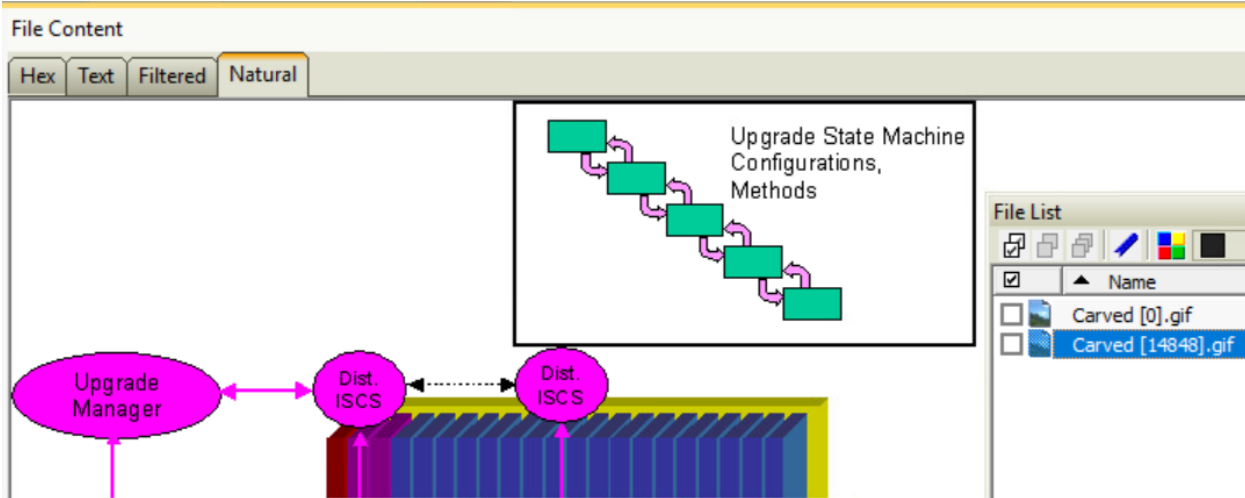 File Content
Hex Text Filtered Natural
Upgrade State Machine
Configurations,
Methods
File List
Name
Carved [0].gif
Carved [14848].gif
Upgrade
Manager
Dist.
ISCS
Dist.
ISCS